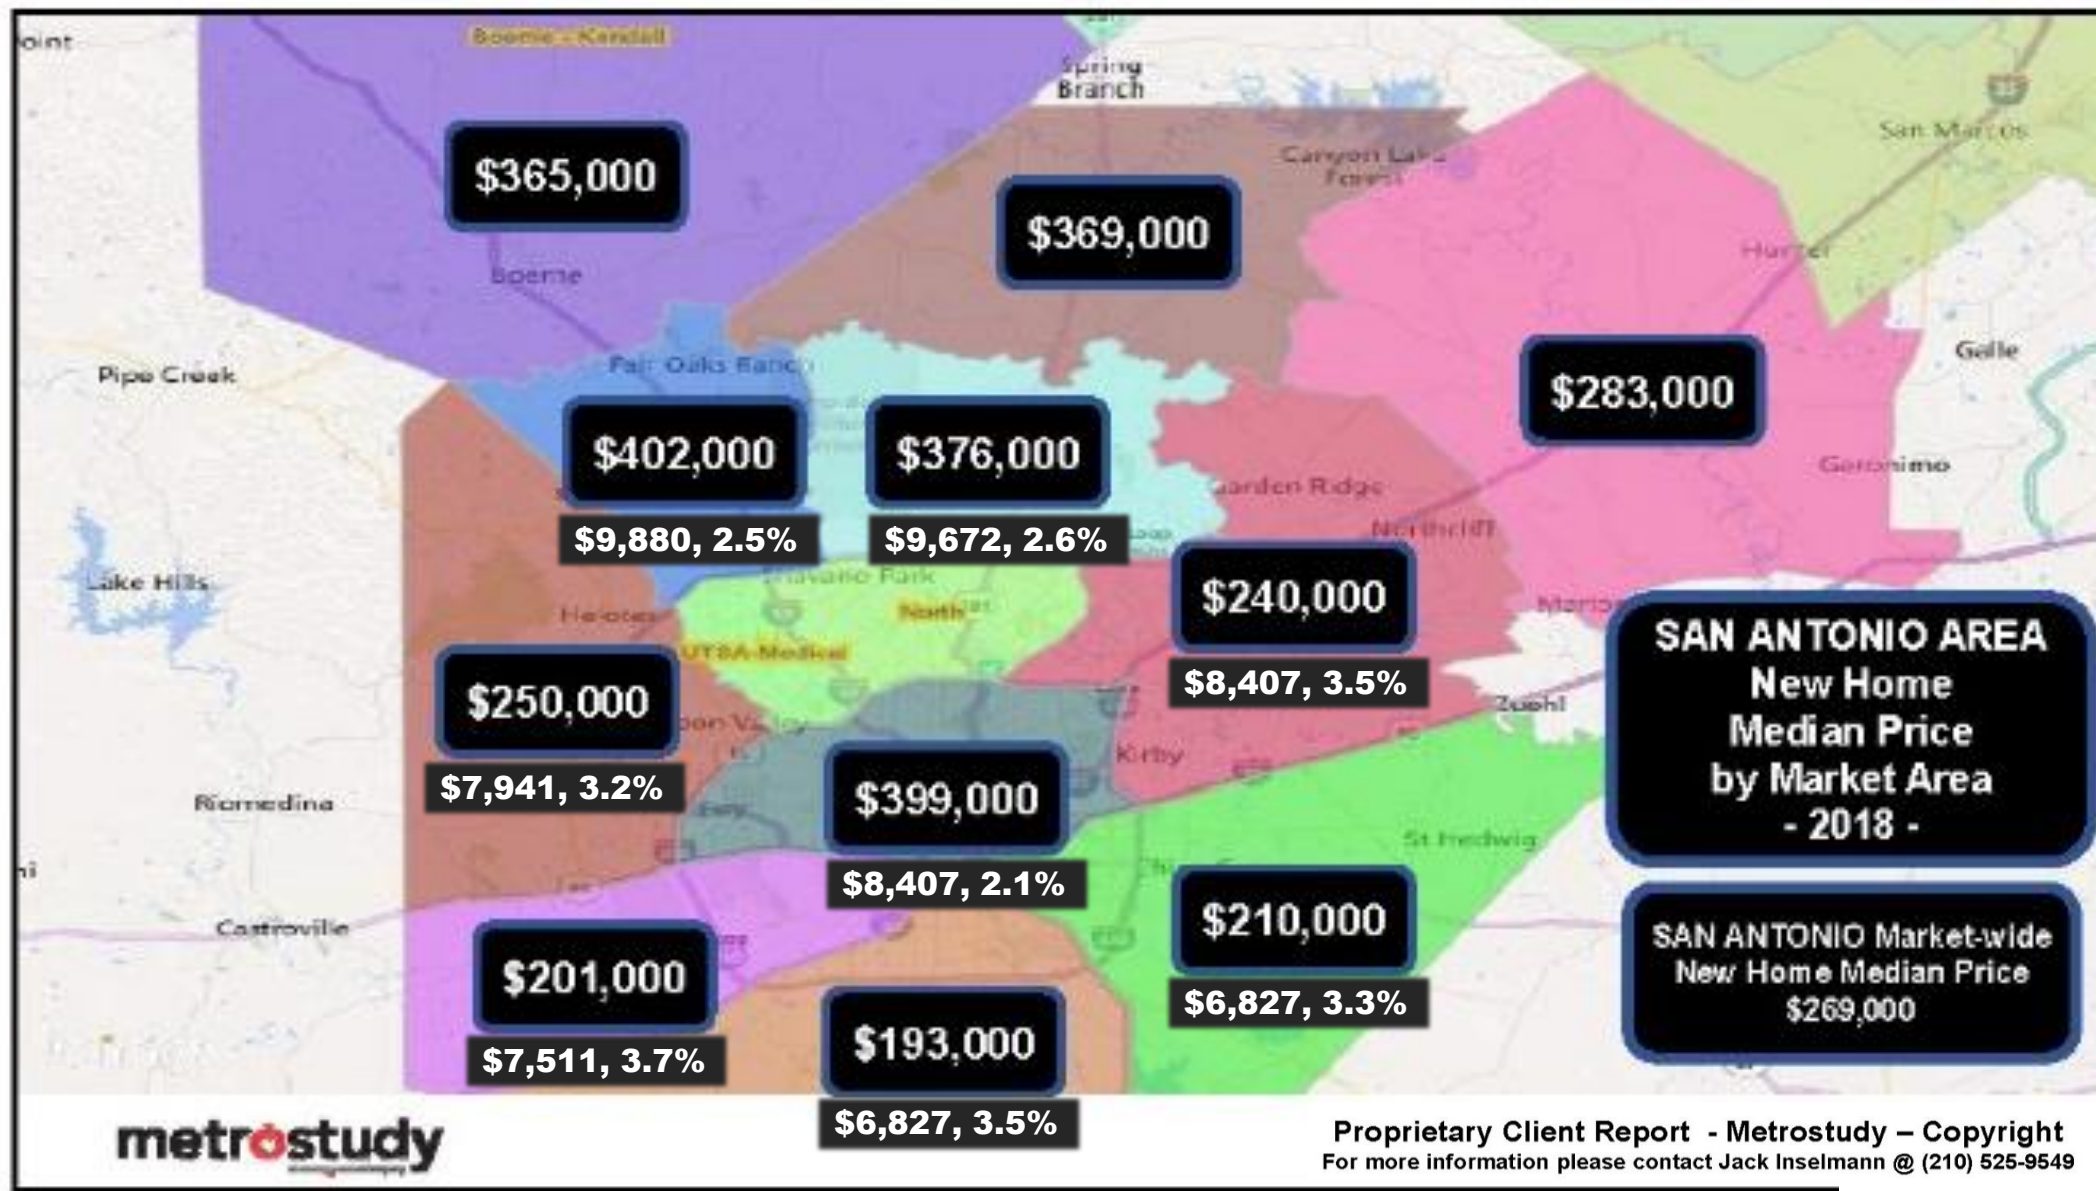 oint
Boerne - Kendall
Spring
Branch
$365,000
San Marcos
Canyon Lake
Forest
$369,000
Hunter
Boerne
Galle
Pipe Creek
Fair Oaks Ranch
$283,000
$402,000
$376,000
Geronimo
Garden Ridge
Northcliff
$9,880, 2.5%
$9,672, 2.6%
Lake Hills
Shavano Park
Helotes
North
$240,000
UTSA-Medical
$8,407, 3.5%
SAN ANTONIO AREA
New Home
Median Price
by Market Area
- 2018 -
$250,000
Zuehl
Kirby
$7,941, 3.2%
Riomedina
$399,000
St Hedwig
$8,407, 2.1%
Castroville
$210,000
SAN ANTONIO Market-wide
New Home Median Price
$269,000
$201,000
$6,827, 3.3%
$7,511, 3.7%
$193,000
$6,827, 3.5%
metrostudy
Proprietary Client Report - Metrostudy – Copyright
For more information please contact Jack Inselmann @ (210) 525-9549